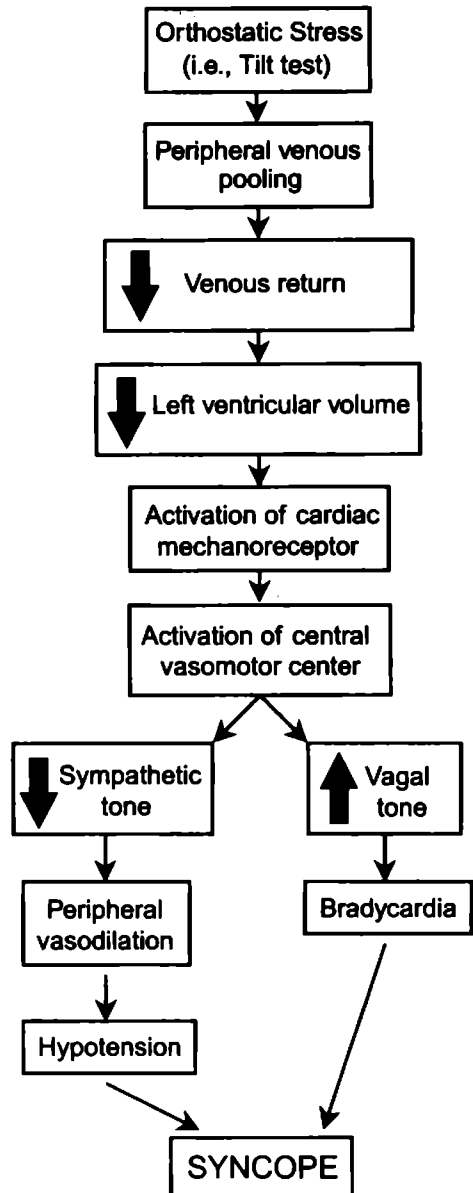 Orthostatic Stress
(i.e., Tilt test)
Peripheral venous
pooling
Venous return
Left ventricular volume
Activation of cardiac
mechanoreceptor
Activation of central
vasomotor center
Sympathetic
tone
Vagal
tone
Peripheral
vasodilation
Bradycardia
Hypotension
SYNCOPE